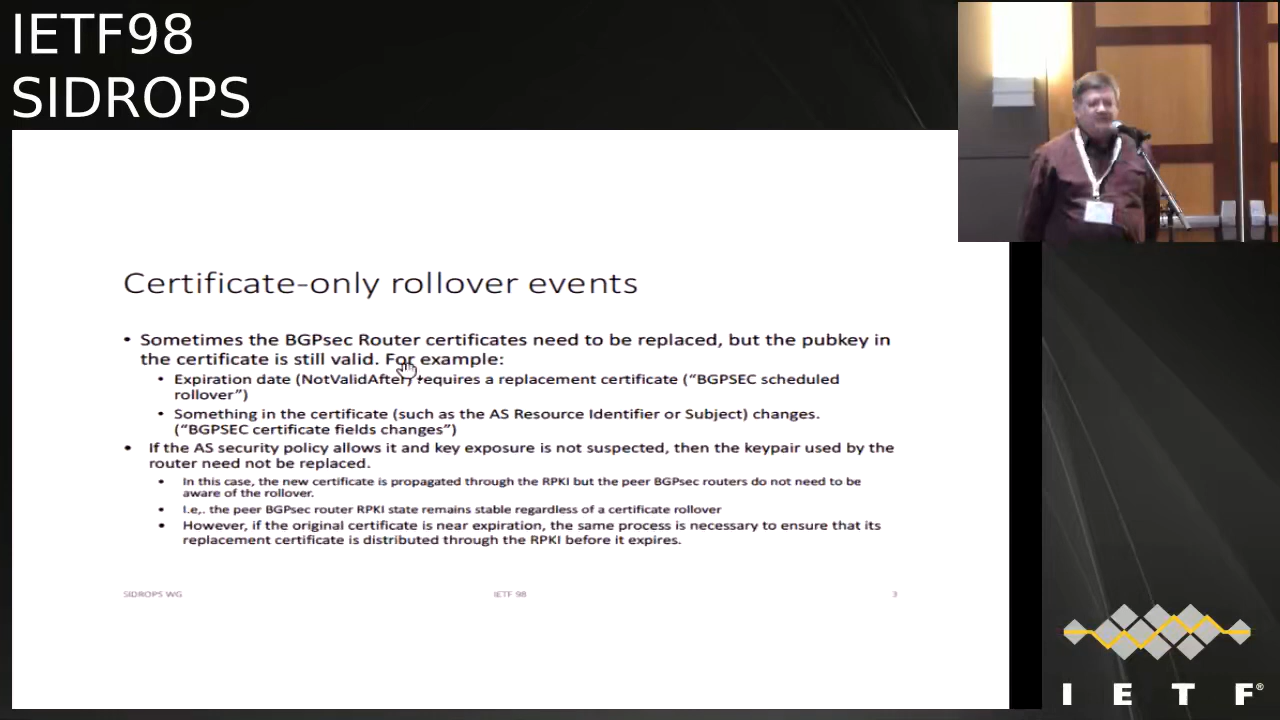 IETF98
SIDROPS
Certificate-only rollover events
• Sometimes the BGPsec Router certificates need to be replaced, but the pubkey in
the certificate is still valid. For example:
• Expiration date (NotValidAfter) requires a replacement certificate (“BGPSEC scheduled
rollover”)
• Something in the certificate (such as the AS Resource Identifier or Subject) changes.
(“BGPSEC certificate fields changes”)
• If the AS security policy allows it and key exposure is not suspected, then the keypair used by the
router need not be replaced.
• In this case, the new certificate is propagated through the RPKI but the peer BGPsec routers do not need to be
aware of the rollover.
• I.e,. the peer BGPsec router RPKI state remains stable regardless of a certificate rollover
• However, if the original certificate is near expiration, the same process is necessary to ensure that its
replacement certificate is distributed through the RPKI before it expires.
SIDROPS WG IETF 98 3
I E T F®